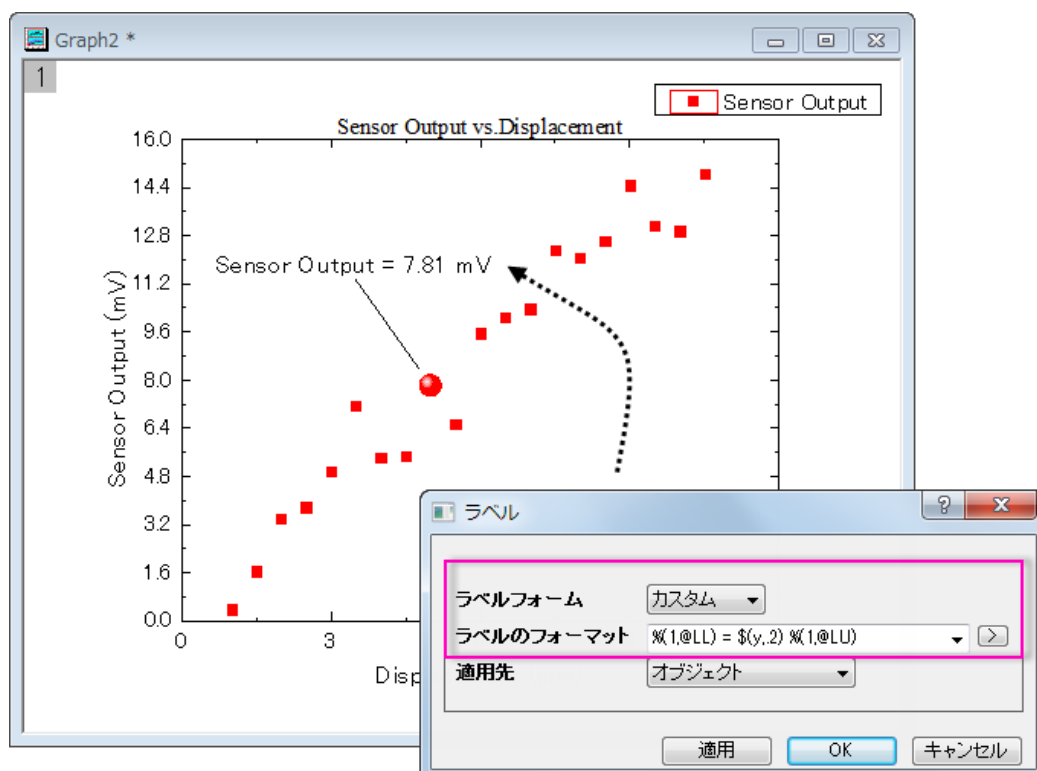 Graph2 *
1
Sensor Output
Sensor Output vs.Displacement
16.0
14.4
12.8
Sensor Output = 7.81 mV
11.2
9.6
8.0
6.4
4.8
3.2
1.6
0.0
Sensor Output (mV)
0
3
Disp
ラベル
ラベルフォーム
カスタム
ラベルのフォーマット
%(1,@LL) = $(y,.2) %(1,@LU)
>
適用先
オブジェクト
適用
OK
キャンセル